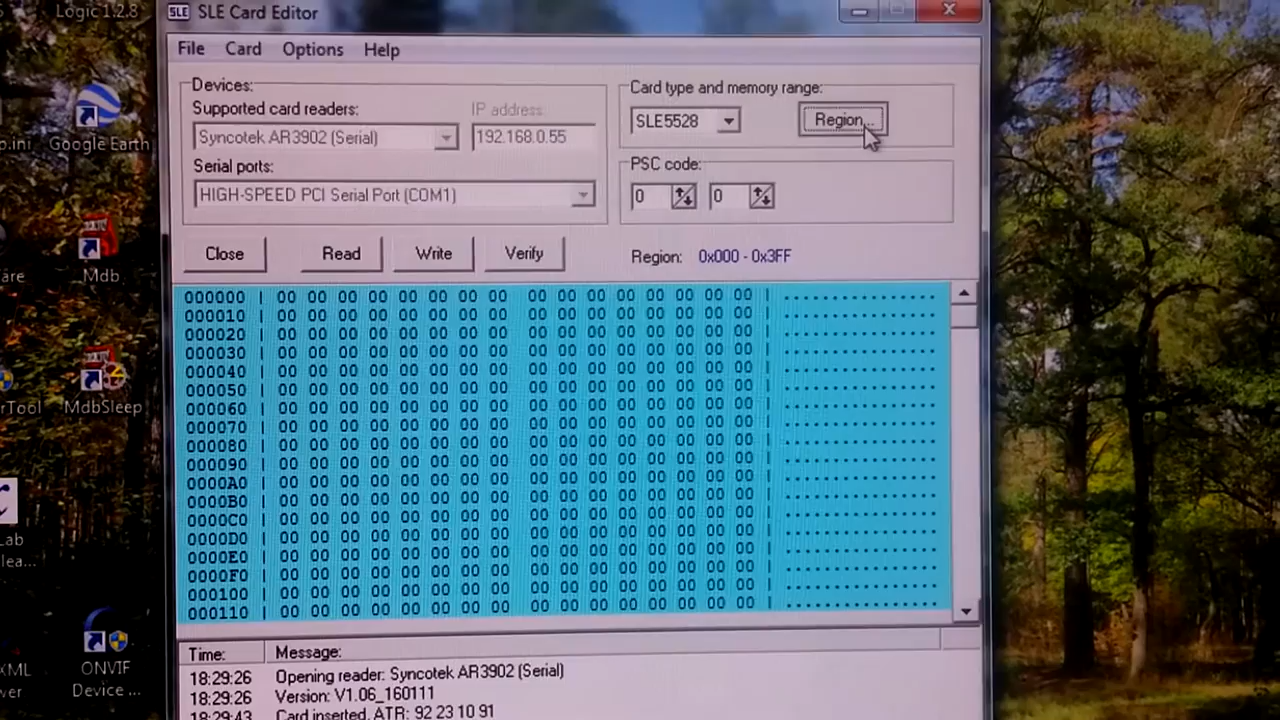 Logic 1.2.8
SLE SLE Card Editor
File Card Options Help
Devices:
Supported card readers:
IP address:
Syncotek AR3902 (Serial)
192.168.0.55
Serial ports:
HIGH-SPEED PCI Serial Port (COM1)
Card type and memory range:
SLE5528
Region...
PSC code:
0 0
Close Read Write Verify
Region: 0x000 - 0x3FF
000000 | 00 00 00 00 00 00 00 00 00 00 00 00 00 00 00 00 | ................
000010 | 00 00 00 00 00 00 00 00 00 00 00 00 00 00 00 00 | ................
000020 | 00 00 00 00 00 00 00 00 00 00 00 00 00 00 00 00 | ................
000030 | 00 00 00 00 00 00 00 00 00 00 00 00 00 00 00 00 | ................
000040 | 00 00 00 00 00 00 00 00 00 00 00 00 00 00 00 00 | ................
000050 | 00 00 00 00 00 00 00 00 00 00 00 00 00 00 00 00 | ................
000060 | 00 00 00 00 00 00 00 00 00 00 00 00 00 00 00 00 | ................
000070 | 00 00 00 00 00 00 00 00 00 00 00 00 00 00 00 00 | ................
000080 | 00 00 00 00 00 00 00 00 00 00 00 00 00 00 00 00 | ................
000090 | 00 00 00 00 00 00 00 00 00 00 00 00 00 00 00 00 | ................
0000A0 | 00 00 00 00 00 00 00 00 00 00 00 00 00 00 00 00 | ................
0000B0 | 00 00 00 00 00 00 00 00 00 00 00 00 00 00 00 00 | ................
0000C0 | 00 00 00 00 00 00 00 00 00 00 00 00 00 00 00 00 | ................
0000D0 | 00 00 00 00 00 00 00 00 00 00 00 00 00 00 00 00 | ................
0000E0 | 00 00 00 00 00 00 00 00 00 00 00 00 00 00 00 00 | ................
0000F0 | 00 00 00 00 00 00 00 00 00 00 00 00 00 00 00 00 | ................
000100 | 00 00 00 00 00 00 00 00 00 00 00 00 00 00 00 00 | ................
000110 | 00 00 00 00 00 00 00 00 00 00 00 00 00 00 00 00 | ................
Time: Message:
18:29:26 Opening reader: Syncotek AR3902 (Serial)
18:29:26 Version: V1.06_160111
18:29:43 Card inserted, ATR: 92 23 10 91
p.ini
Google Earth
are
Mdb
rTool
MdbSleep
Lab
lea...
XML
wer
ONVIF
Device ...